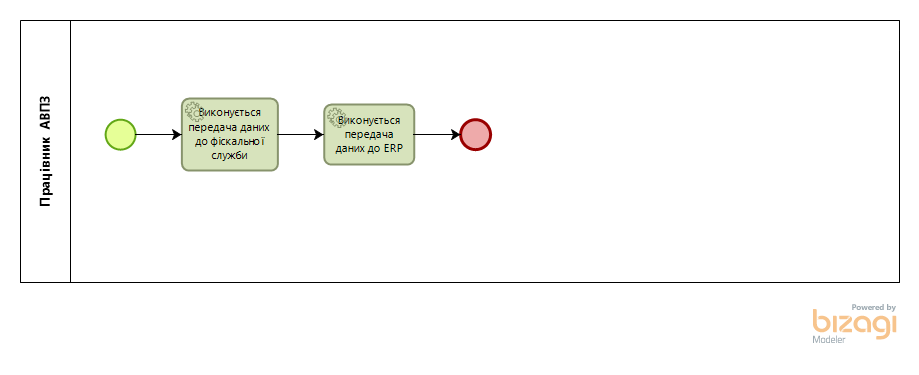 Працівник АВПЗ
Виконується
передача даних
до фіскальної
служби
Виконується
передача
даних до ERP
Powered by
bizagi
Modeler